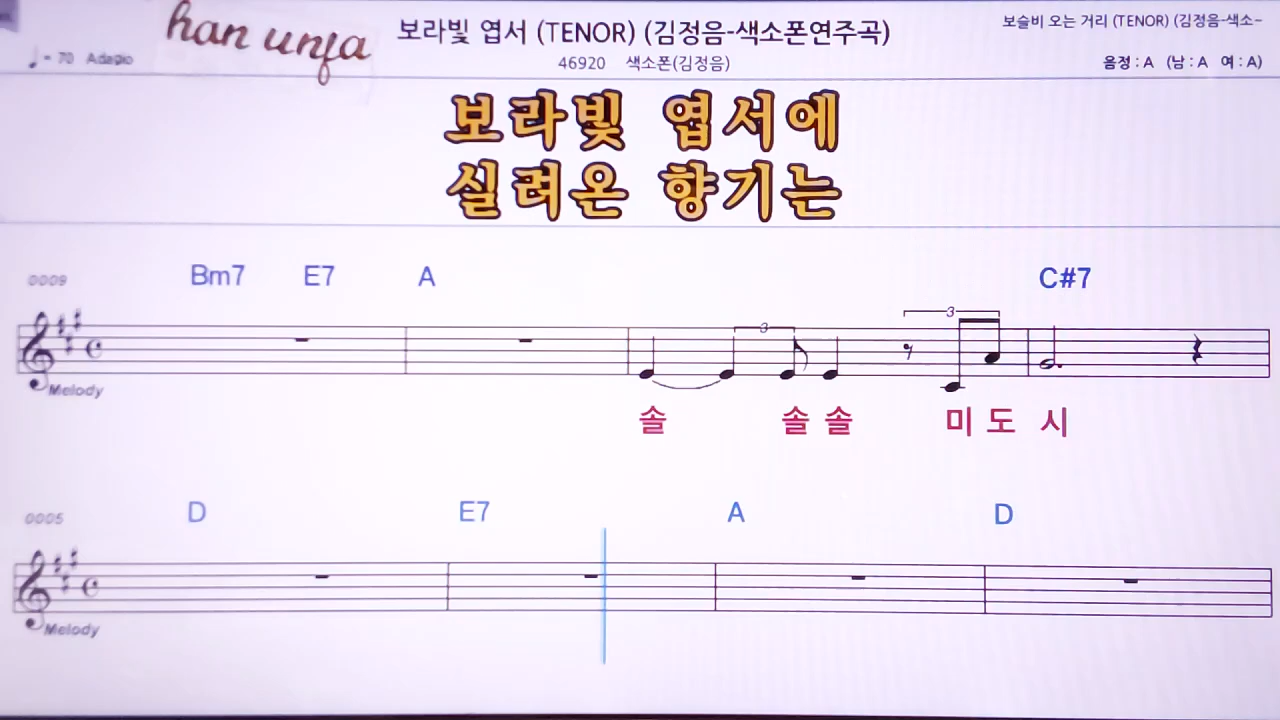 han unja
보라빛 엽서 (TENOR) (김정음-색소폰연주곡)
보슬비 오는 거리 (TENOR) (김정음-색소~
♩= 70 Adagio
46920 색소폰(김정음)
음정 : A (남 : A 여 : A)
보라빛 엽서에
실려온 향기는
0009 Bm7 E7 A C#7
3 3
Melody
솔 솔 솔 미 도 시
0005 D E7 A D
Melody